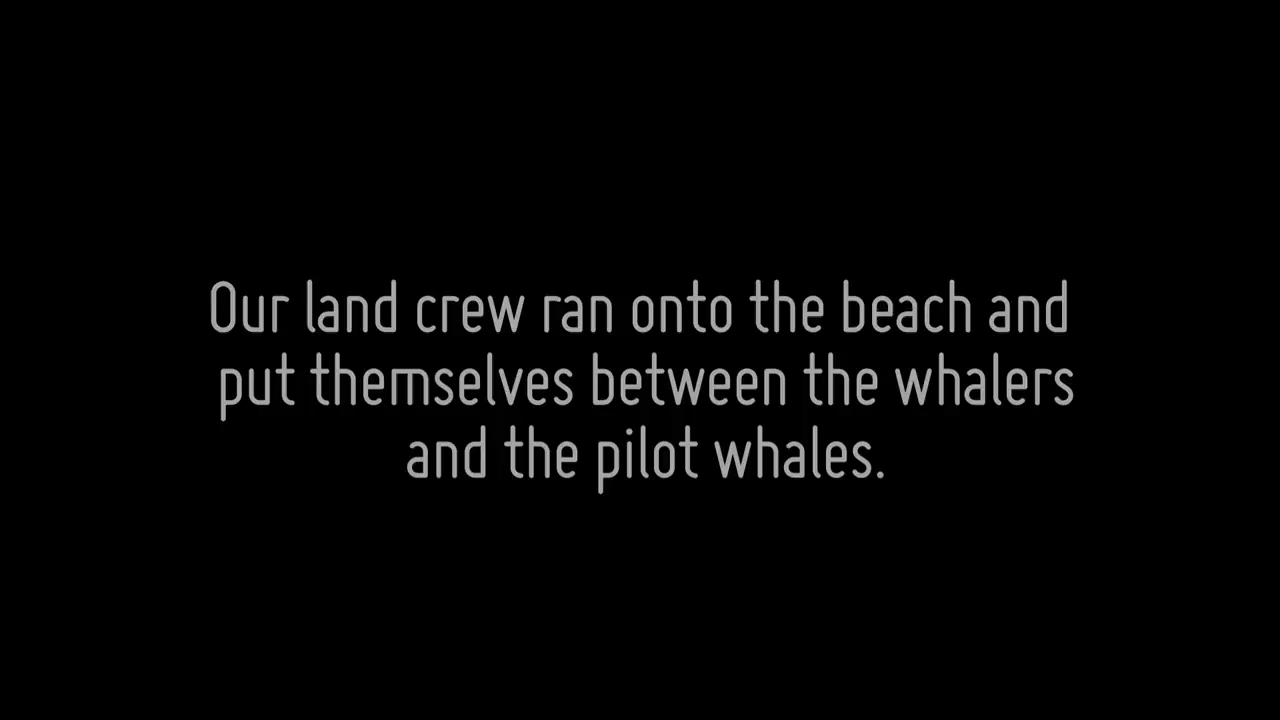 Our land crew ran onto the beach and
put themselves between the whalers
and the pilot whales.